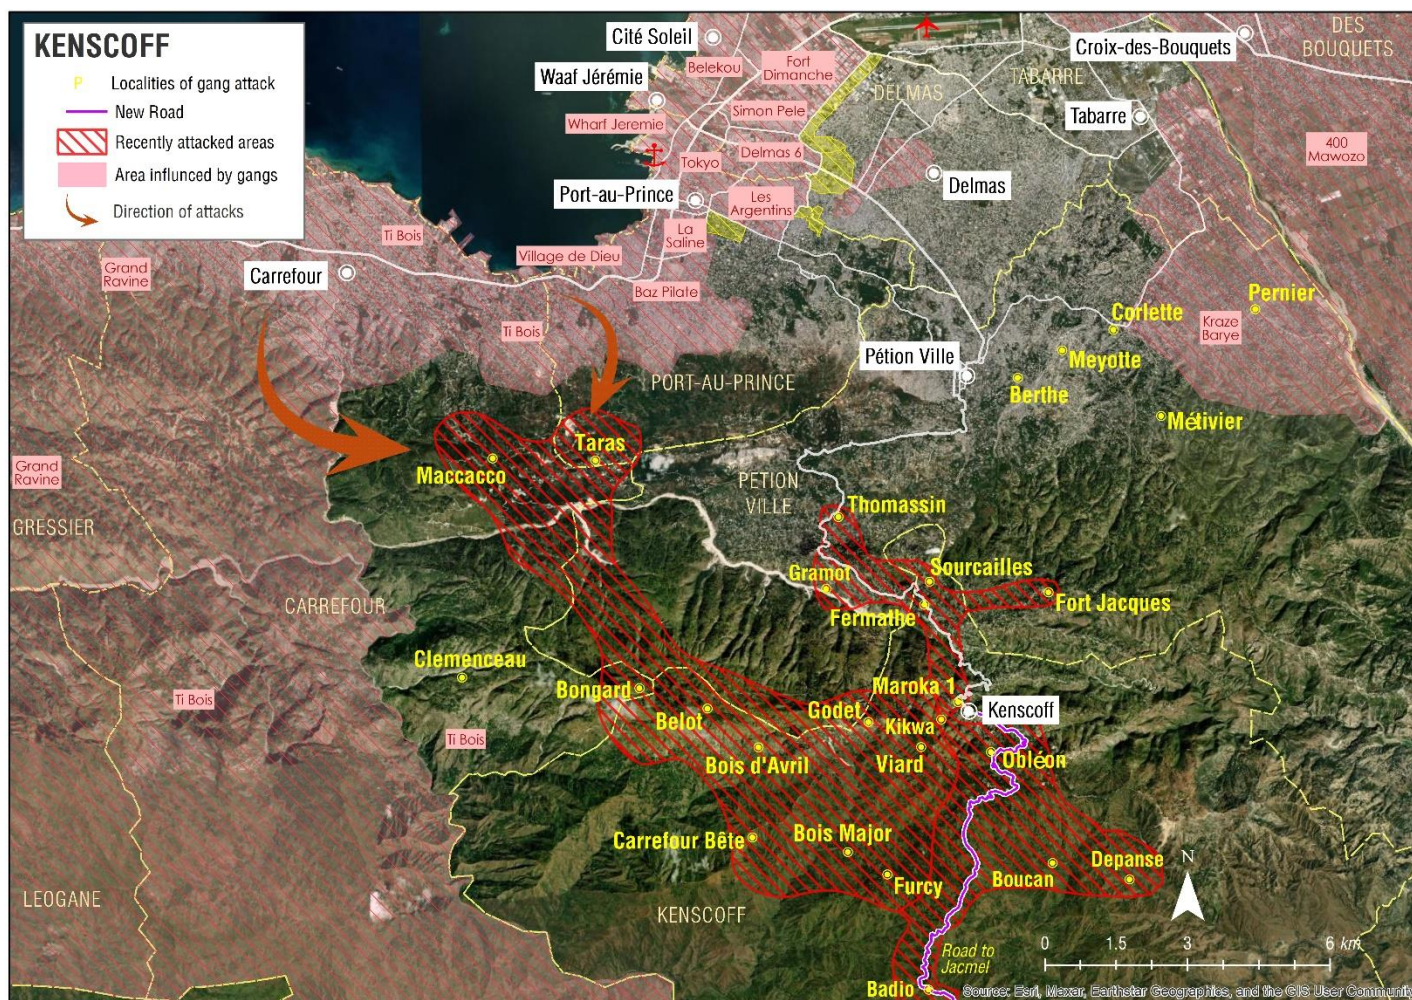 KENSCOFF
P Localities of gang attack
New Road
Recently attacked areas
Area influnced by gangs
Direction of attacks
Cité Soleil
Belekou
Fort
Dimanche
Croix-des-Bouquets
DES
BOUQUETS
Waaf Jérémie
DELMAS
TABARRE
Simon Pele
Wharf Jeremie
Tabarre
Tokyo
Delmas 6
400
Mawozo
Port-au-Prince
Les
Argentins
Delmas
La
Saline
Ti Bois
Village de Dieu
Grand
Ravine
Carrefour
Baz Pilate
Ti Bois
Pernier
Corlette
Kraze
Barye
Pétion Ville
Meyotte
PORT-AU-PRINCE
Berthe
Métivier
Taras
Maccacco
Grand
Ravine
GRESSIER
PETION
VILLE
Thomassin
Gramot
Sourcailles
Fort Jacques
CARREFOUR
Fermathe
Clemenceau
Bongard
Maroka 1
Ti Bois
Belot
Godet
Kenscoff
Kikwa
Ti Bois
Bois d'Avril
Viard
Obléon
Carrefour Bête
Bois Major
Depanse
N
Boucan
Furcy
LEOGANE
KENSCOFF
Road to
Jacmel
0 1.5 3 6 km
Badio
Source: Esri, Maxar, Earthstar Geographics, and the GIS User Community